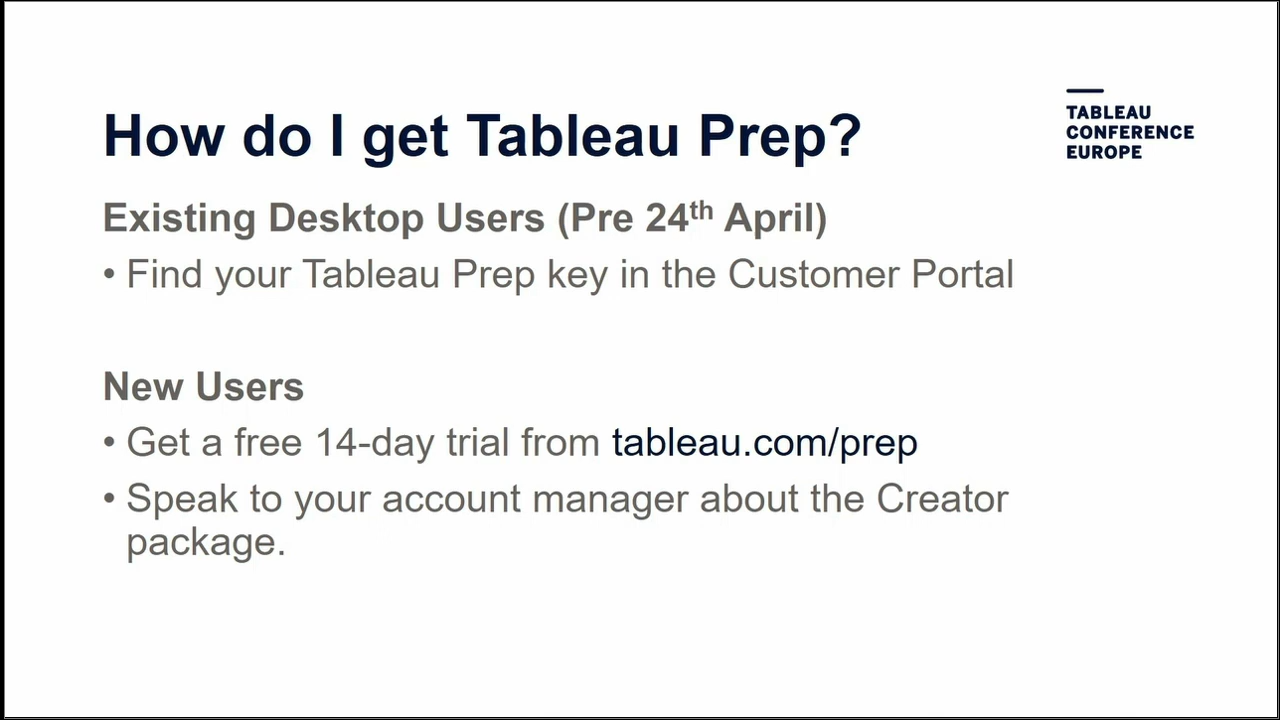 How do I get Tableau Prep?
TABLEAU
CONFERENCE
EUROPE
Existing Desktop Users (Pre 24th April)
• Find your Tableau Prep key in the Customer Portal
New Users
• Get a free 14-day trial from tableau.com/prep
• Speak to your account manager about the Creator
package.